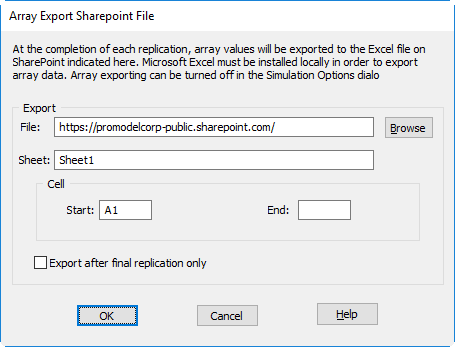 Array Export Sharepoint File
At the completion of each replication, array values will be exported to the Excel file on
SharePoint indicated here. Microsoft Excel must be installed locally in order to export
array data. Array exporting can be turned off in the Simulation Options dialo
Export
File: https://promodelcorp-public.sharepoint.com/ Browse
Sheet: Sheet1
Cell
Start: A1 End:
Export after final replication only
OK Cancel Help